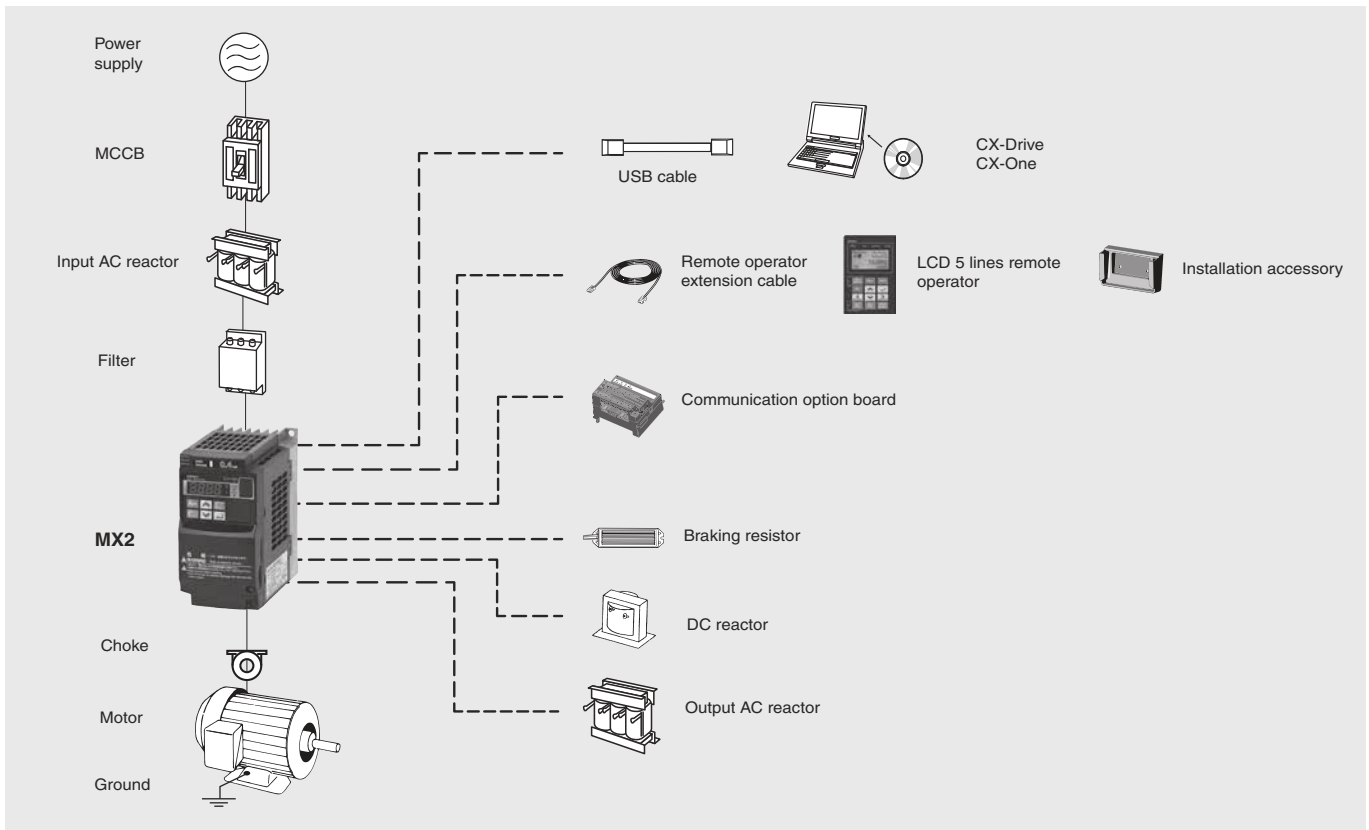 Power
supply
MCCB
USB cable
CX-Drive
CX-One
Input AC reactor
Remote operator
extension cable
LCD 5 lines remote
operator
Installation accessory
Filter
Communication option board
MX2
Braking resistor
DC reactor
Choke
Motor
Output AC reactor
Ground